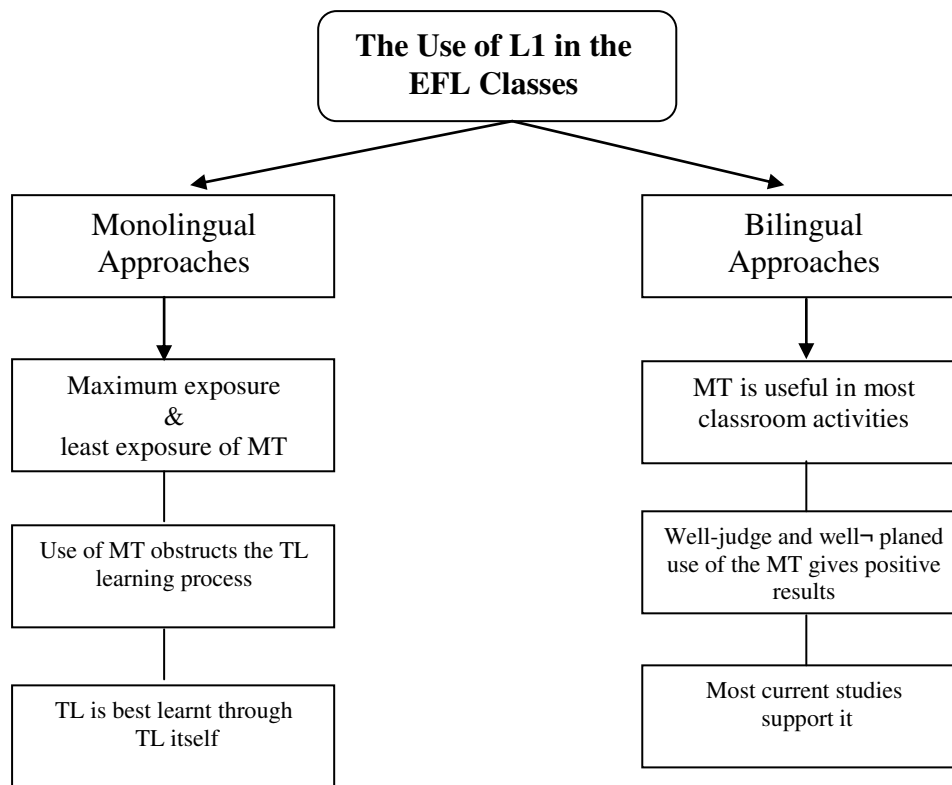 The Use of L1 in the
EFL Classes
Monolingual
Approaches
Maximum exposure
&
least exposure of MT
Use of MT obstructs the TL
learning process
TL is best learnt through
TL itself
Bilingual
Approaches
MT is useful in most
classroom activities
Well-judge and well¬ planed
use of the MT gives positive
results
Most current studies
support it